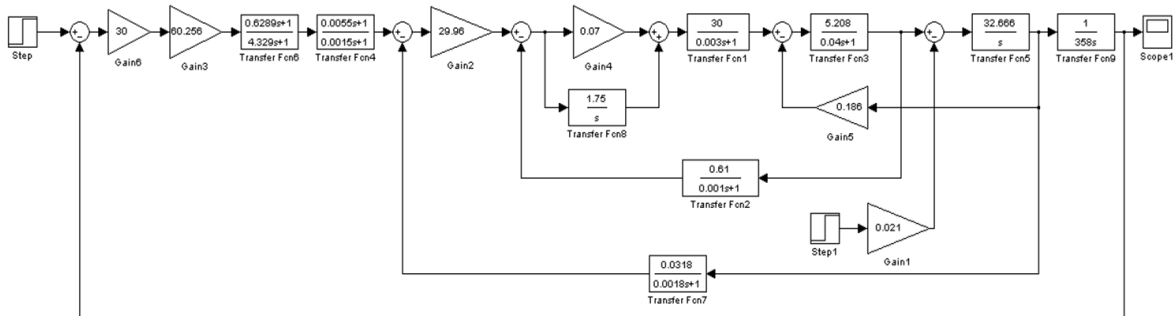 Step
30
Gain6
60.256
Gain3
0.6289s+1
4.329s+1
Transfer Fcn6
0.0055s+1
0.0015s+1
Transfer Fcn4
29.96
Gain2
0.07
Gain4
1.75
s
Transfer Fcn8
30
0.003s+1
Transfer Fcn1
5.208
0.04s+1
Transfer Fcn3
32.666
s
Transfer Fcn5
1
358s
Transfer Fcn9
Scope1
0.186
Gain5
0.61
0.001s+1
Transfer Fcn2
Step1
0.021
Gain1
0.0318
0.0018s+1
Transfer Fcn7